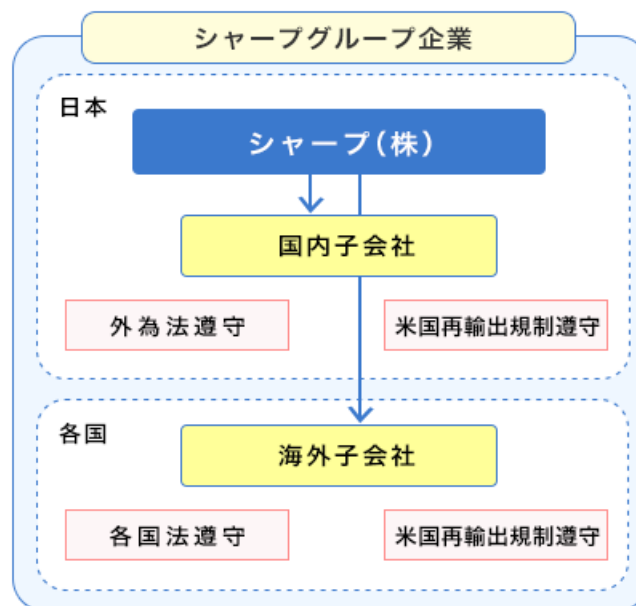 シャープグループ企業
日本
シャープ(株)
国内子会社
外為法遵守
米国再輸出規制遵守
各国
海外子会社
各国法遵守
米国再輸出規制遵守